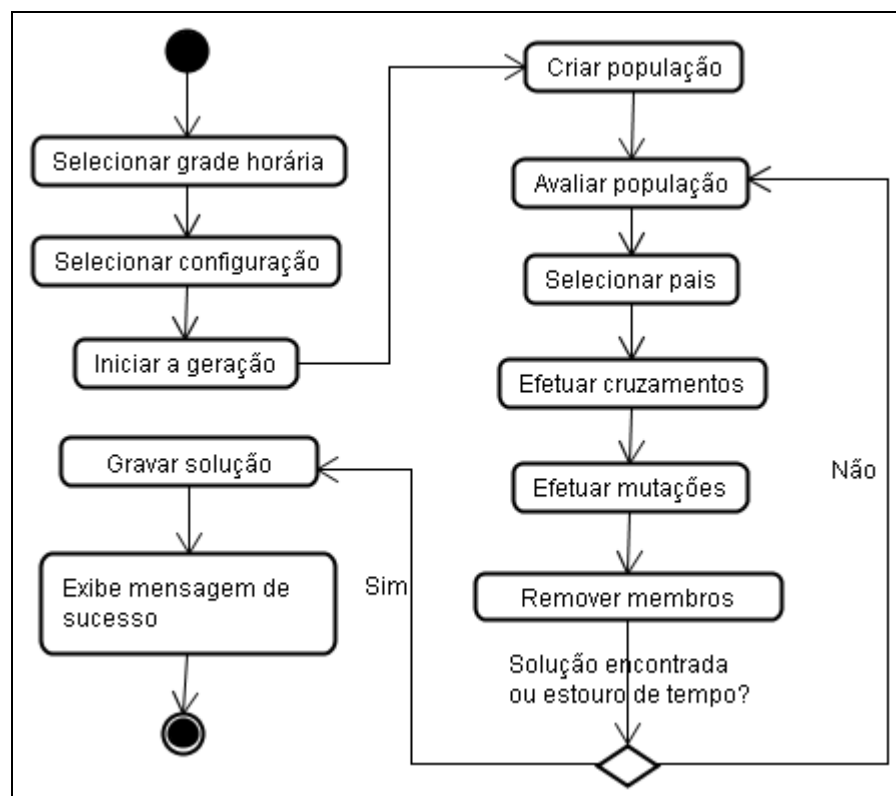 Selecionar grade horária
Selecionar configuração
Iniciar a geração
Criar população
Avaliar população
Selecionar pais
Efetuar cruzamentos
Efetuar mutações
Remover membros
Solução encontrada
ou estouro de tempo?
Não
Sim
Gravar solução
Exibe mensagem de
sucesso